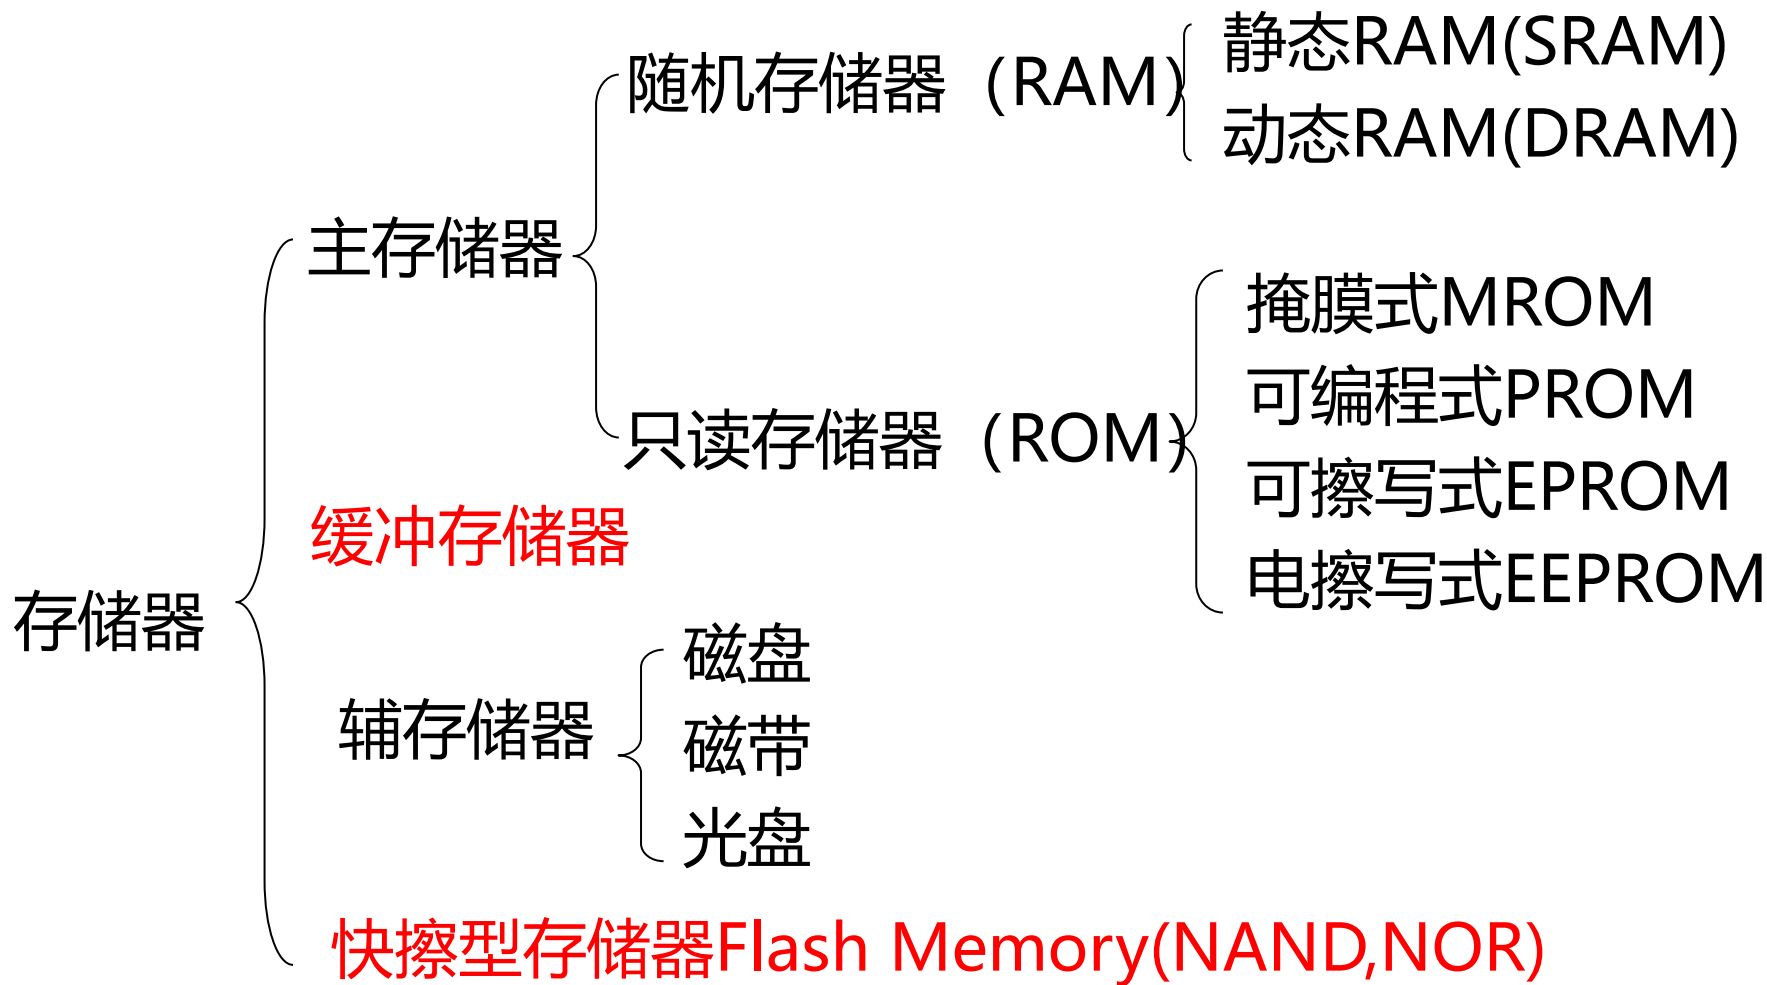 静态RAM(SRAM)
随机存储器（RAM）
动态RAM(DRAM)
主存储器
掩膜式MROM
可编程式PROM
只读存储器（ROM）
可擦写式EPROM
缓冲存储器
电擦写式EEPROM
存储器
磁盘
辅存储器
磁带
光盘
快擦型存储器Flash Memory(NAND,NOR)